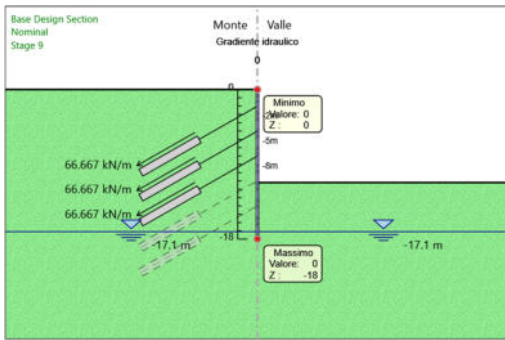 Base Design Section
Nominal
Stage 9
Monte Valle
Gradiente idraulico
0
0
Minimo
Valore: 0
Z : 0
-5m
-8m
66.667 kN/m
66.667 kN/m
66.667 kN/m
-18
-17.1 m
-17.1 m
Massimo
Valore: 0
Z : -18